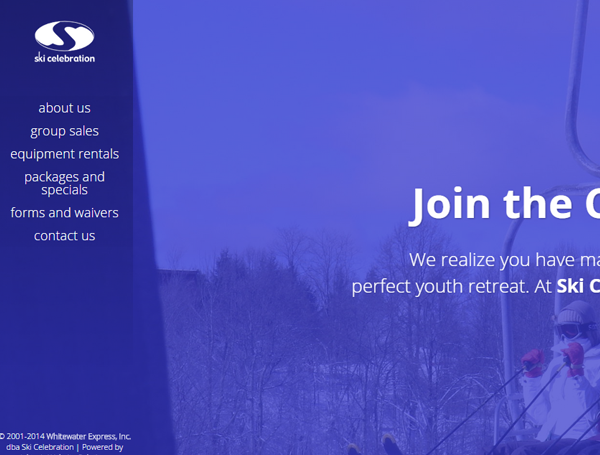 ski celebration
about us
group sales
equipment rentals
packages and
specials
forms and waivers
contact us
Join the
We realize you have
perfect youth retreat. At Ski
© 2001-2014 Whitewater Express, Inc.
dba Ski Celebration | Powered by